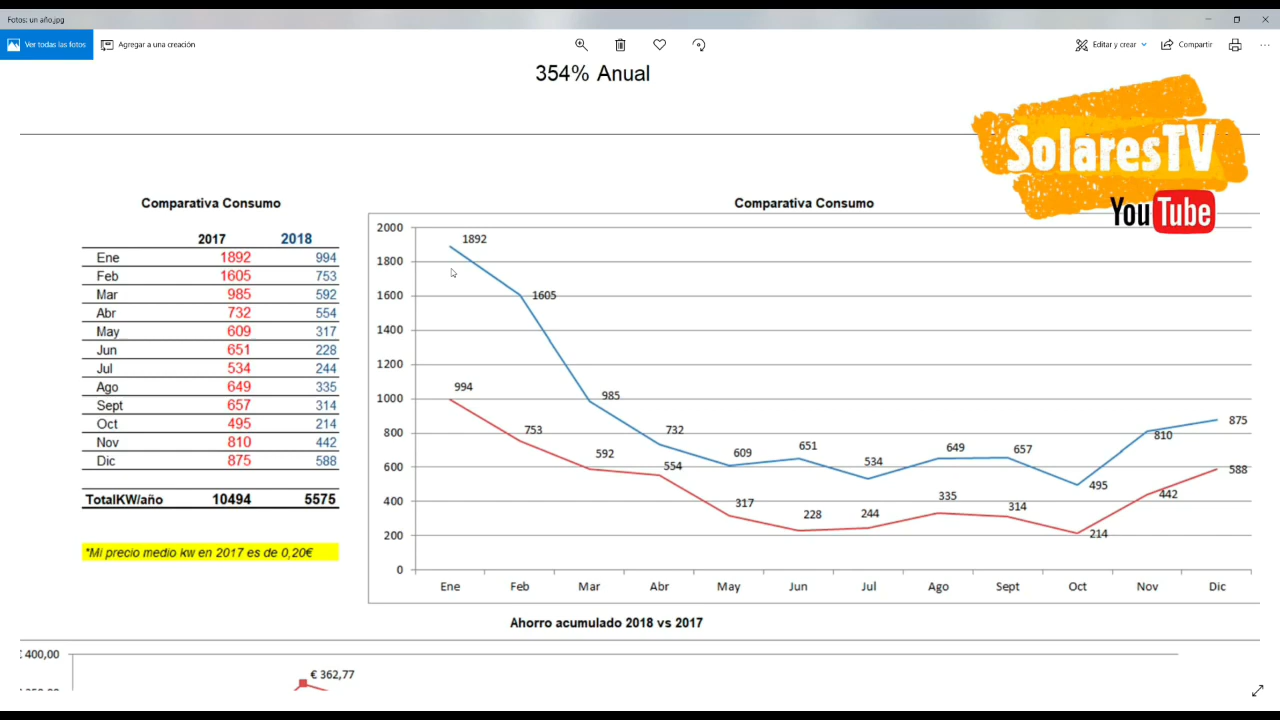 Fotos: un año.jpg
Ver todas las fotos
Agregar a una creación
Editar y crear
Compartir
354% Anual
SolaresTV
YouTube
Comparativa Consumo
2017 2018
Ene 1892 994
Feb 1605 753
Mar 985 592
Abr 732 554
May 609 317
Jun 651 228
Jul 534 244
Ago 649 335
Sept 657 314
Oct 495 214
Nov 810 442
Dic 875 588
TotalKW/año 10494 5575
*Mi precio medio kw en 2017 es de 0,20€
Comparativa Consumo
2000
1800
1600
1400
1200
1000
800
600
400
200
0
1892
1605
985
732
609
651
534
649
657
495
810
875
994
753
592
554
317
228
244
335
314
214
442
588
Ene Feb Mar Abr May Jun Jul Ago Sept Oct Nov Dic
Ahorro acumulado 2018 vs 2017
€ 400,00
€ 362,77